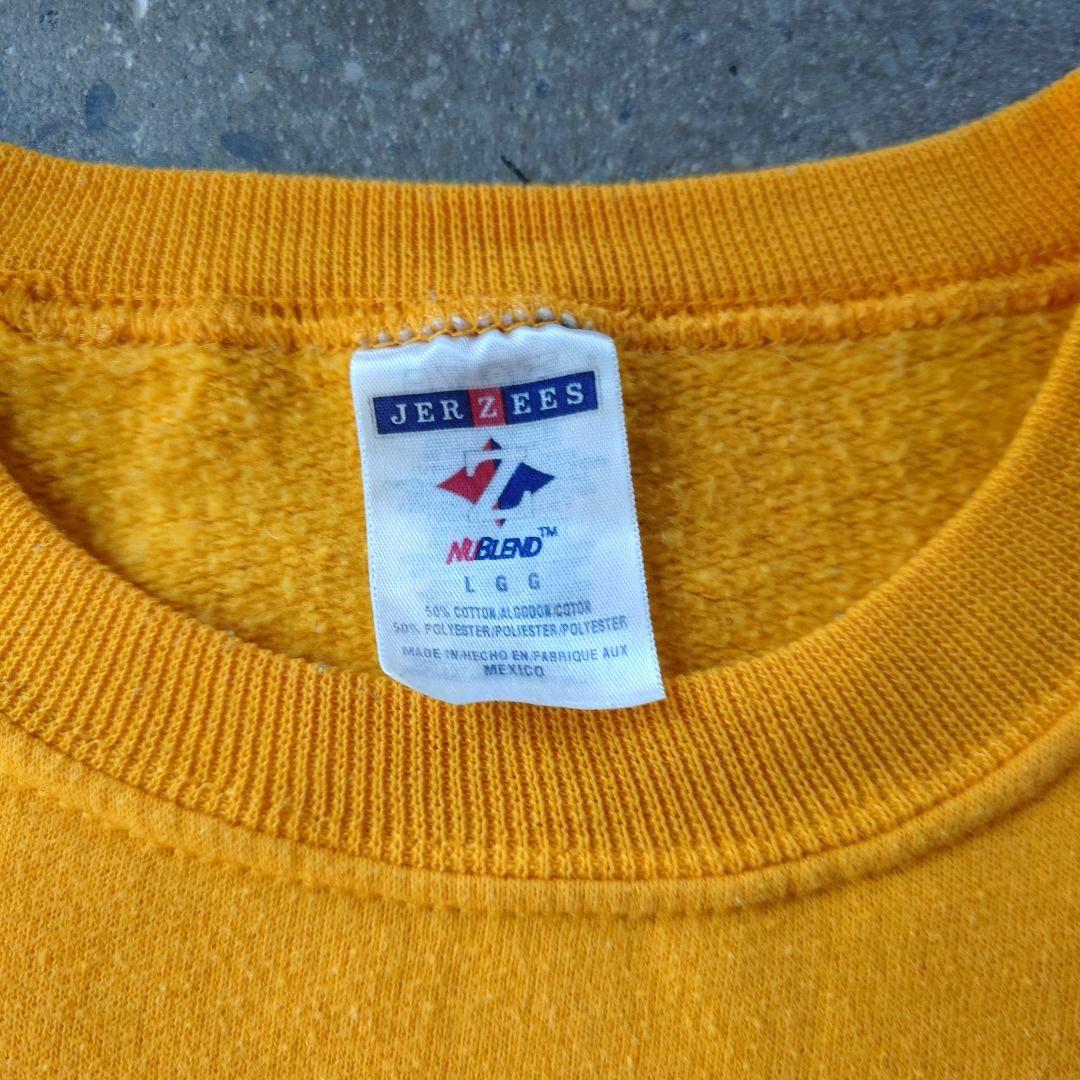 JERZEES
NUBLEND™
L G G
50% COTTON/ALGODON/COTON
50% POLYESTER/POLIESTER/POLYESTER
MADE IN/HECHO EN/FABRIQUE AUX
MEXICO